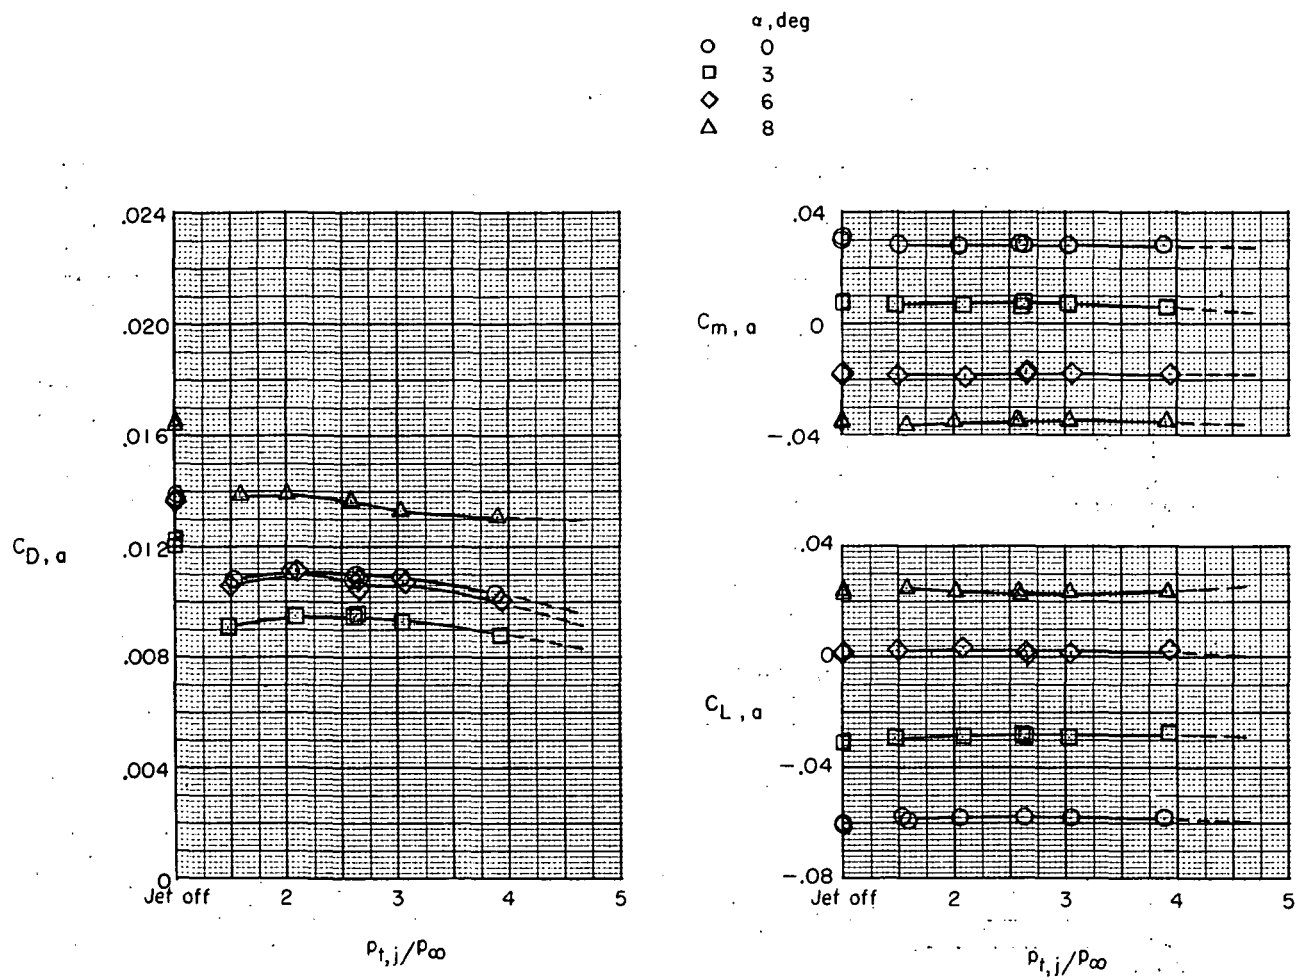 α, deg
0
3
6
8
.024
.020
.016
.012
.008
.004
0
C_D,a
Jet off 2 3 4 5
p_t,j/p_∞
.04
0
-.04
C_m,a
.04
0
-.04
-.08
C_L,a
Jet off 2 3 4 5
p_t,j/p_∞